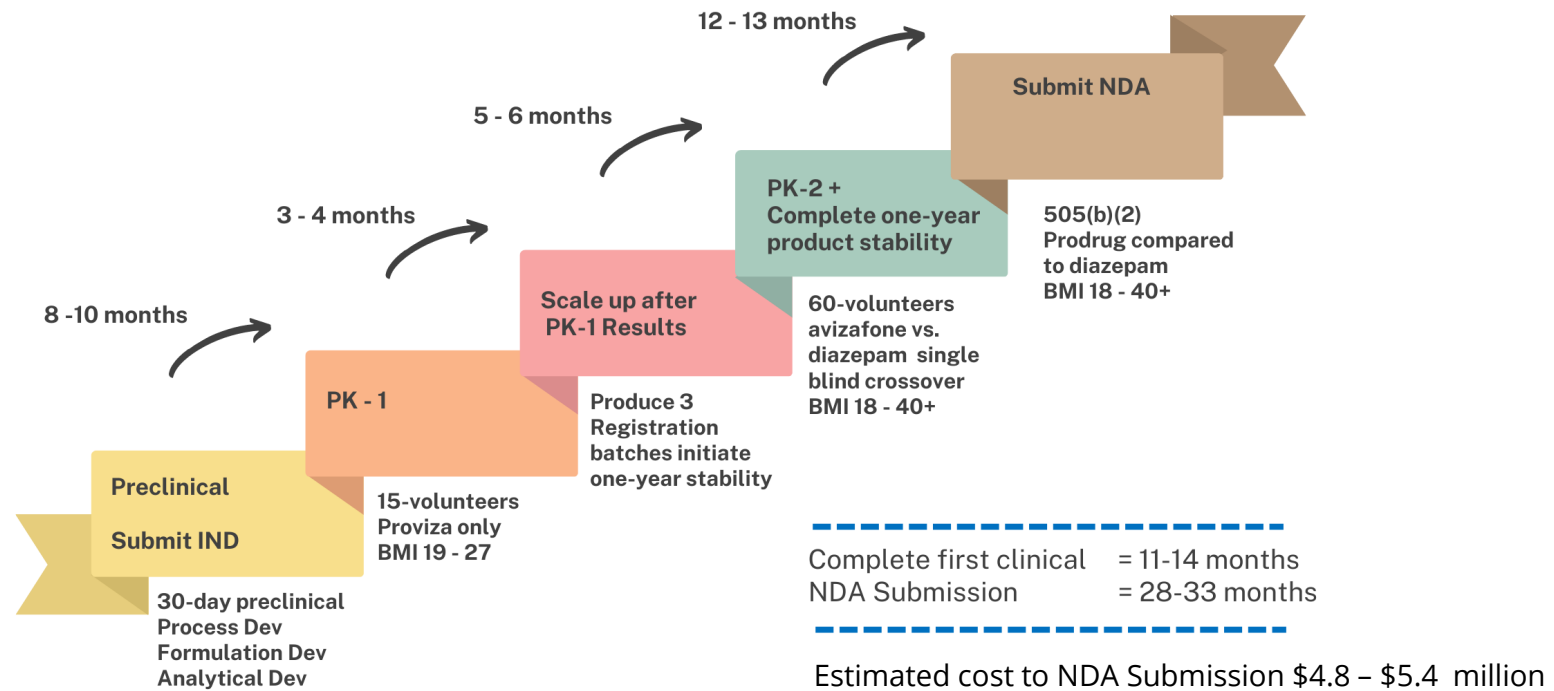 12 - 13 months
Submit NDA
5 - 6 months
PK-2 +
Complete one-year
product stability
505(b)(2)
Prodrug compared
to diazepam
BMI 18 - 40+
3 - 4 months
Scale up after
PK-1 Results
60-volunteers
avizafone vs.
diazepam single
blind crossover
BMI 18 - 40+
8 -10 months
PK - 1
Produce 3
Registration
batches initiate
one-year stability
Preclinical
Submit IND
15-volunteers
Proviza only
BMI 19 - 27
30-day preclinical
Process Dev
Formulation Dev
Analytical Dev
Complete first clinical = 11-14 months
NDA Submission = 28-33 months
Estimated cost to NDA Submission $4.8 – $5.4 million